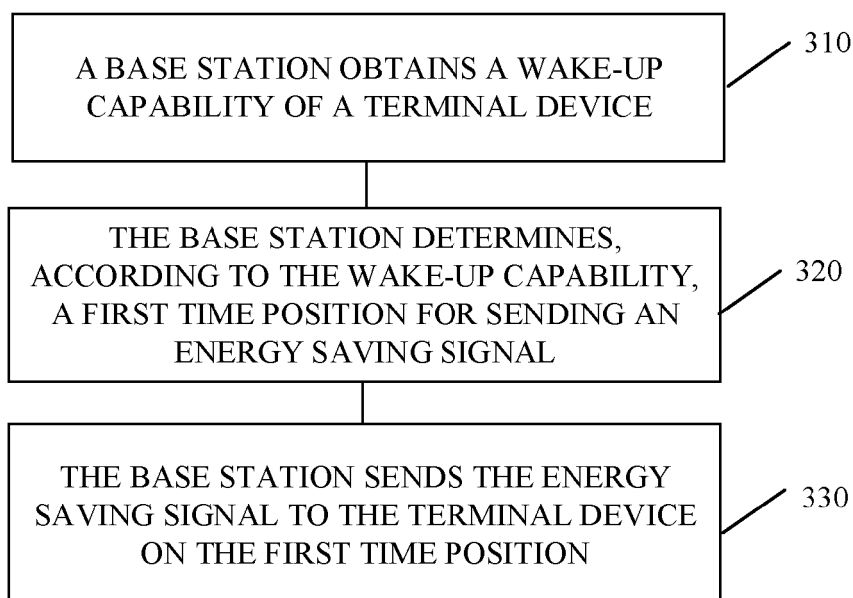 A BASE STATION OBTAINS A WAKE-UP
CAPABILITY OF A TERMINAL DEVICE
310
THE BASE STATION DETERMINES,
ACCORDING TO THE WAKE-UP CAPABILITY,
A FIRST TIME POSITION FOR SENDING AN
ENERGY SAVING SIGNAL
320
THE BASE STATION SENDS THE ENERGY
SAVING SIGNAL TO THE TERMINAL DEVICE
ON THE FIRST TIME POSITION
330